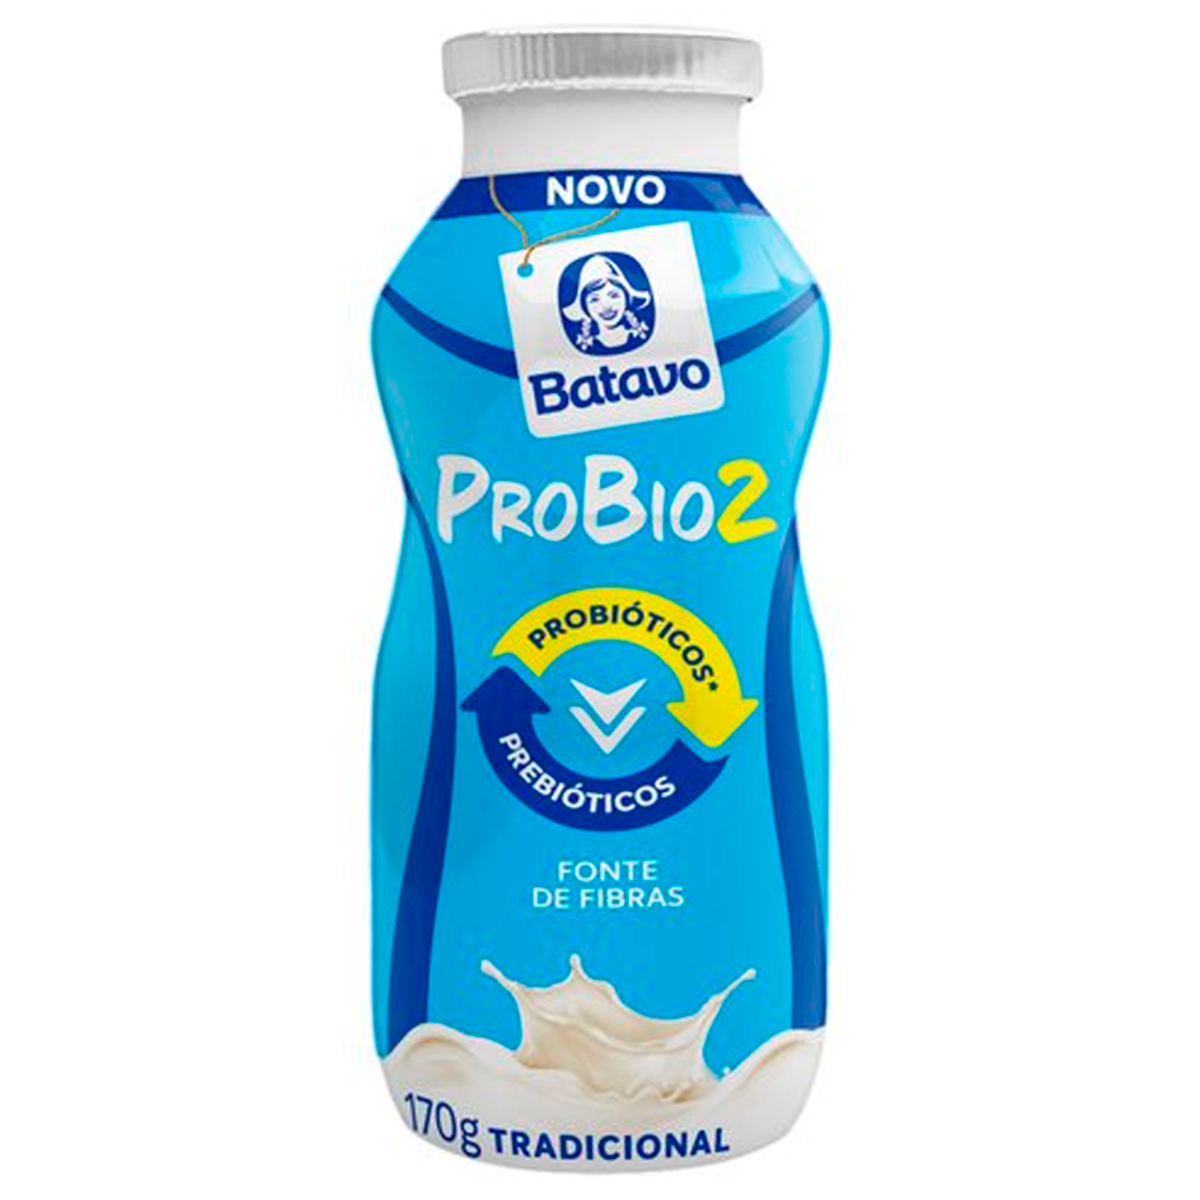 NOVO
Batavo
PROBIO2
PROBIÓTICOS*
PREBIÓTICOS
FONTE
DE FIBRAS
170g TRADICIONAL